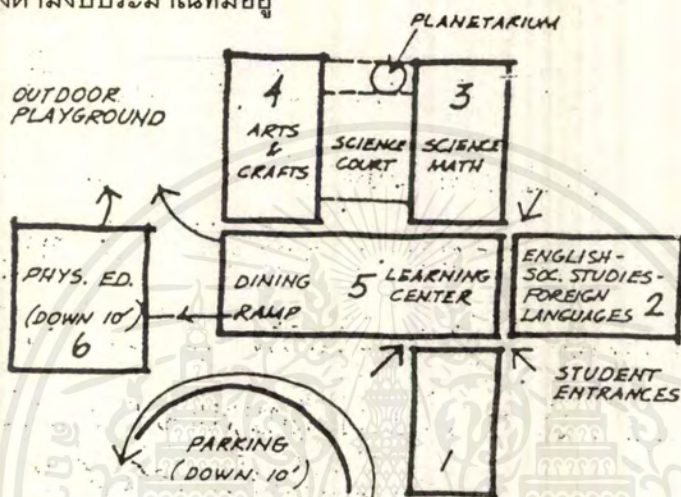 PLANETARIUM
OUTDOOR
PLAYGROUND
4
ARTS
&
CRAFTS
SCIENCE
COURT
3
SCIENCE
MATH
PHYS. ED.
(DOWN 10')
6
DINING
RAMP
5 LEARNING
CENTER
ENGLISH-
SOC. STUDIES-
FOREIGN
LANGUAGES 2
STUDENT
ENTRANCES
PARKING
(DOWN 10')
1